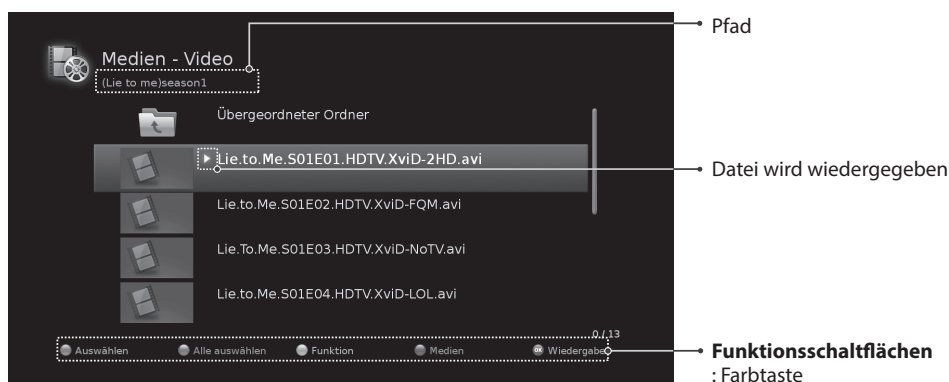 Medien - Video
(Lie to me)season1
Übergeordneter Ordner
Lie.to.Me.S01E01.HDTV.XviD-2HD.avi
Lie.to.Me.S01E02.HDTV.XviD-FQM.avi
Lie.To.Me.S01E03.HDTV.XviD-NoTV.avi
Lie.to.Me.S01E04.HDTV.XviD-LOL.avi
0 / 13
Auswählen Alle auswählen Funktion Medien OK Wiedergabe
Pfad
Datei wird wiedergegeben
Funktionsschaltflächen
: Farbtaste